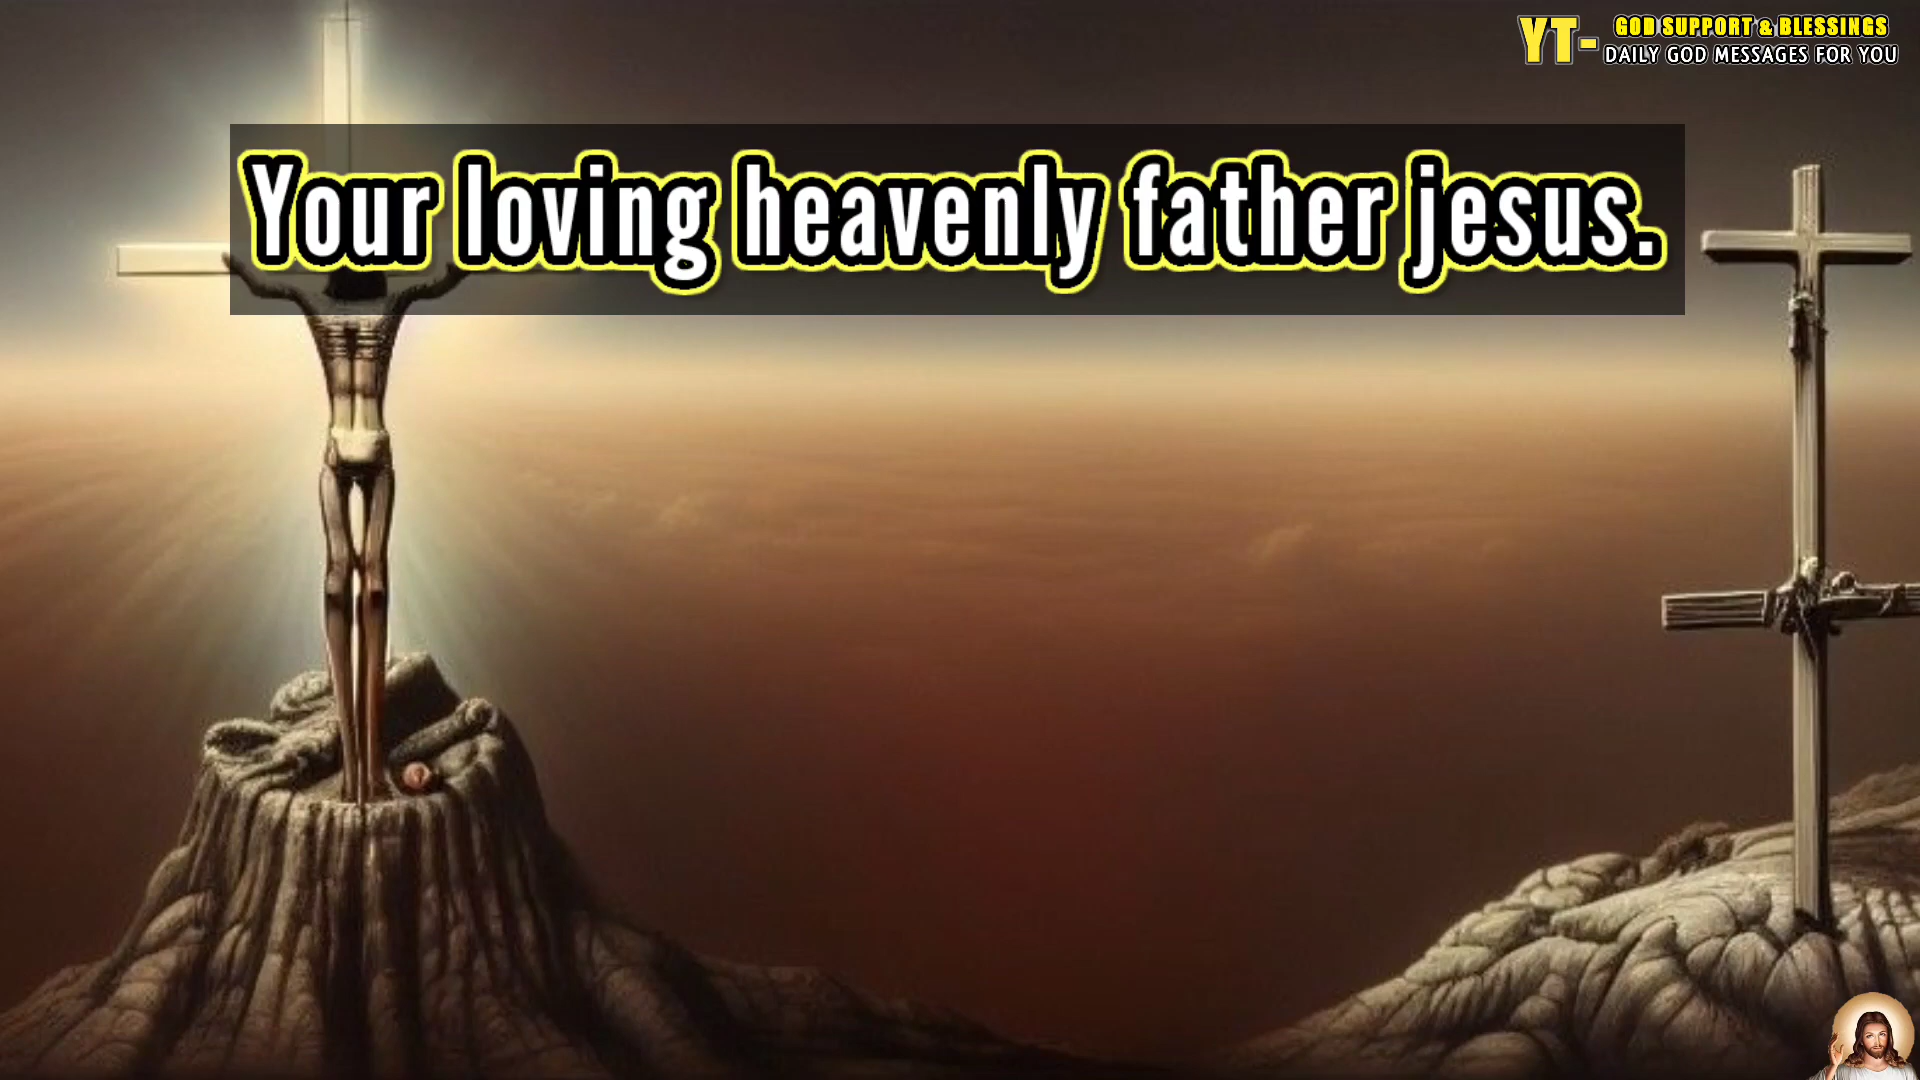 YT- GOD SUPPORT & BLESSINGS
DAILY GOD MESSAGES FOR YOU
Your loving heavenly father jesus.